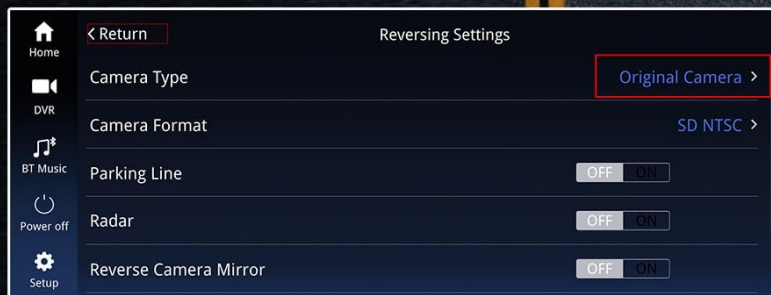 Home
< Return
Reversing Settings
Camera Type
Original Camera >
DVR
Camera Format
SD NTSC >
BT Music
Parking Line
OFF ON
Power off
Radar
OFF ON
Setup
Reverse Camera Mirror
OFF ON